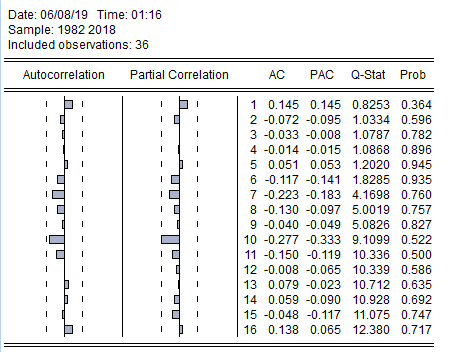 Date: 06/08/19 Time: 01:16
Sample: 1982 2018
Included observations: 36
Autocorrelation Partial Correlation AC PAC Q-Stat Prob
1 0.145 0.145 0.8253 0.364
2 -0.072 -0.095 1.0334 0.596
3 -0.033 -0.008 1.0787 0.782
4 -0.014 -0.015 1.0868 0.896
5 0.051 0.053 1.2020 0.945
6 -0.117 -0.141 1.8285 0.935
7 -0.223 -0.183 4.1698 0.760
8 -0.130 -0.097 5.0019 0.757
9 -0.040 -0.049 5.0826 0.827
10 -0.277 -0.333 9.1099 0.522
11 -0.150 -0.119 10.336 0.500
12 -0.008 -0.065 10.339 0.586
13 0.079 -0.023 10.712 0.635
14 0.059 -0.090 10.928 0.692
15 -0.048 -0.117 11.075 0.747
16 0.138 0.065 12.380 0.717